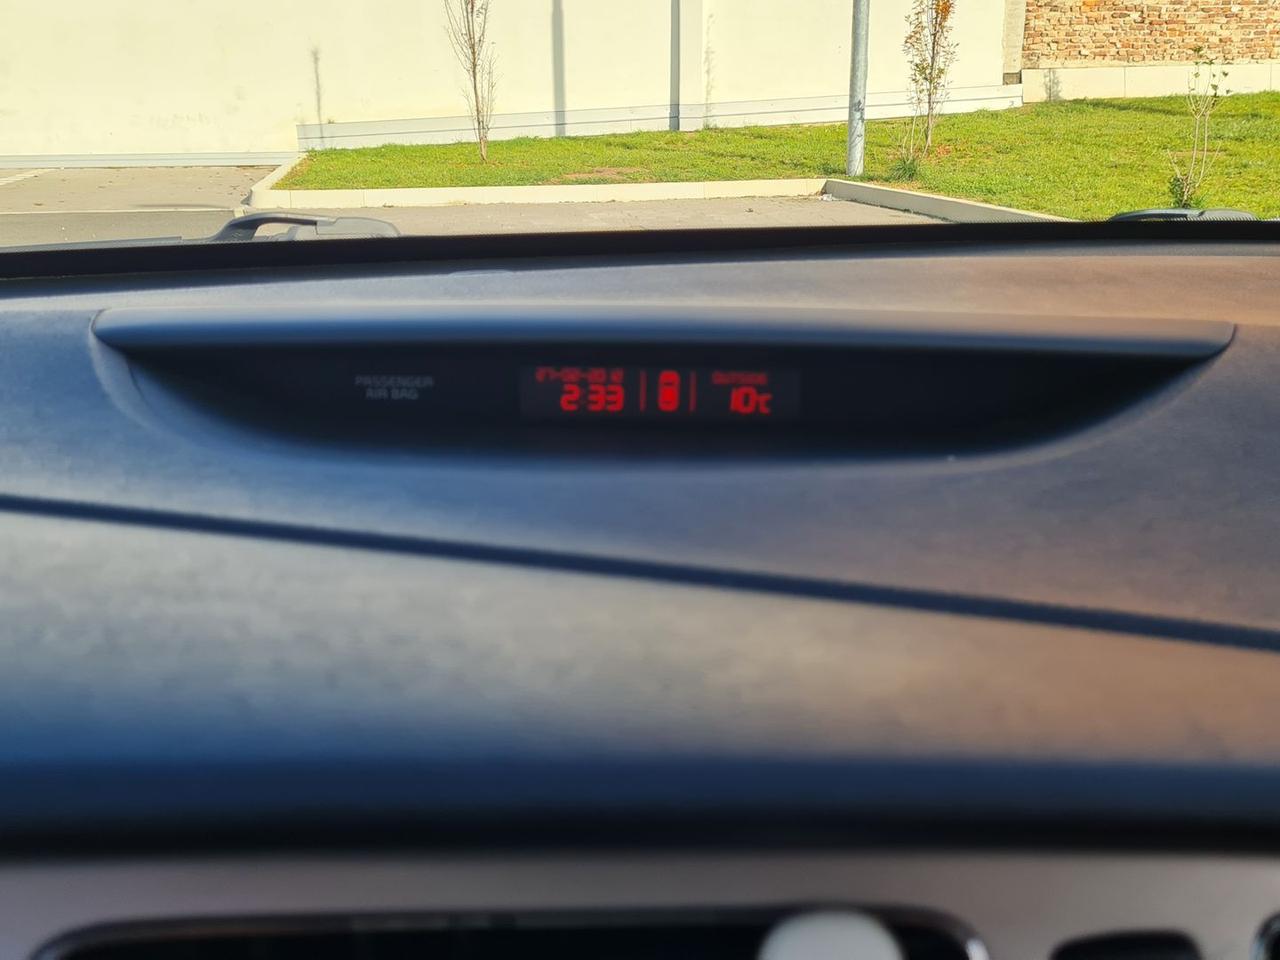 PASSENGER
AIR BAG
2:33
OUTSIDE
10°C